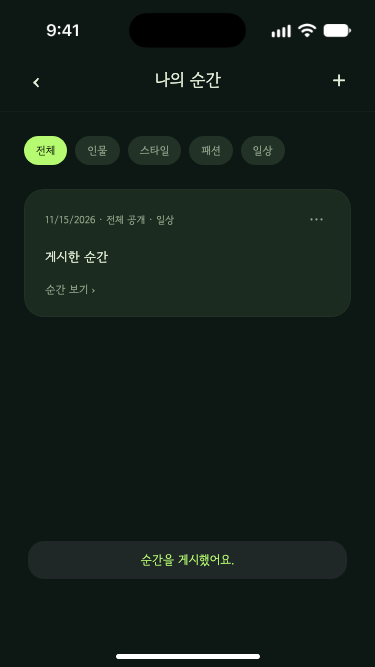 9:41
나의 순간
전체 인물 스타일 패션 일상
11/15/2026 · 전체 공개 · 일상
게시한 순간
순간 보기 ›
순간을 게시했어요.